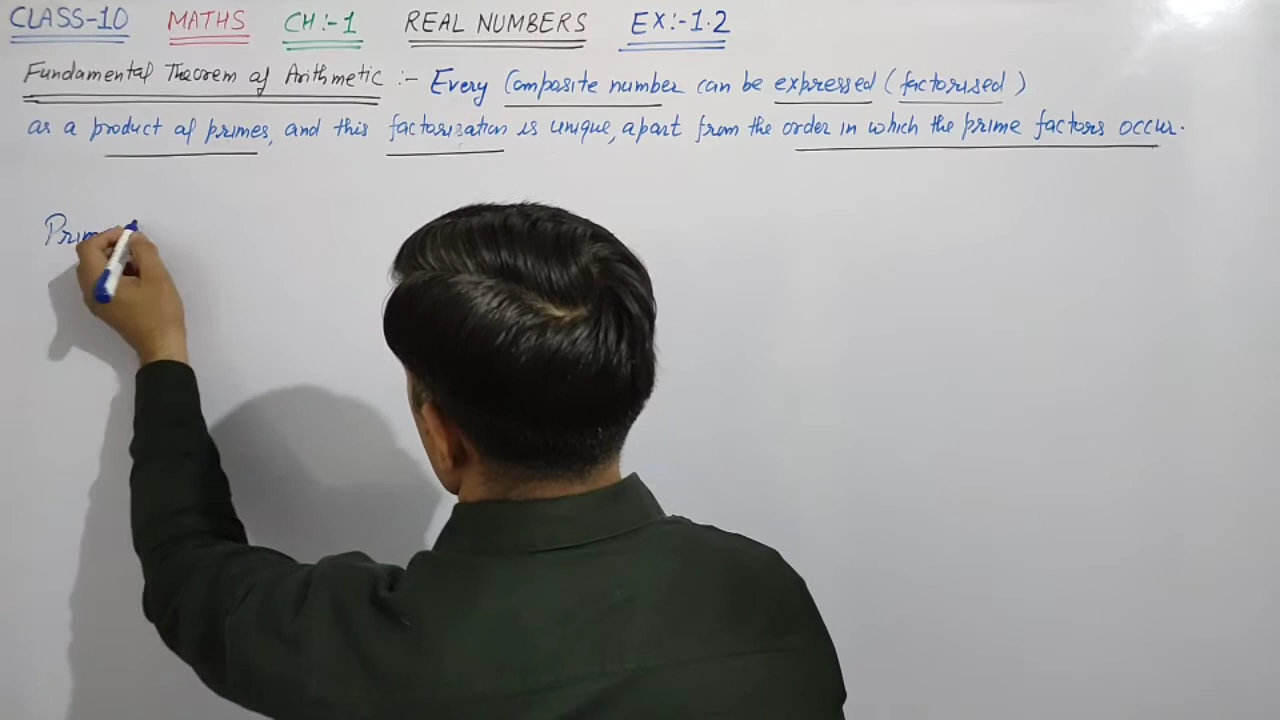 CLASS-10 MATHS CH:-1 REAL NUMBERS EX:-1.2
Fundamental Theorem of Arithmetic :- Every Composite number can be expressed (factorised)
as a product of primes, and this factorization is unique, apart from the order in which the prime factors occur.
Prim